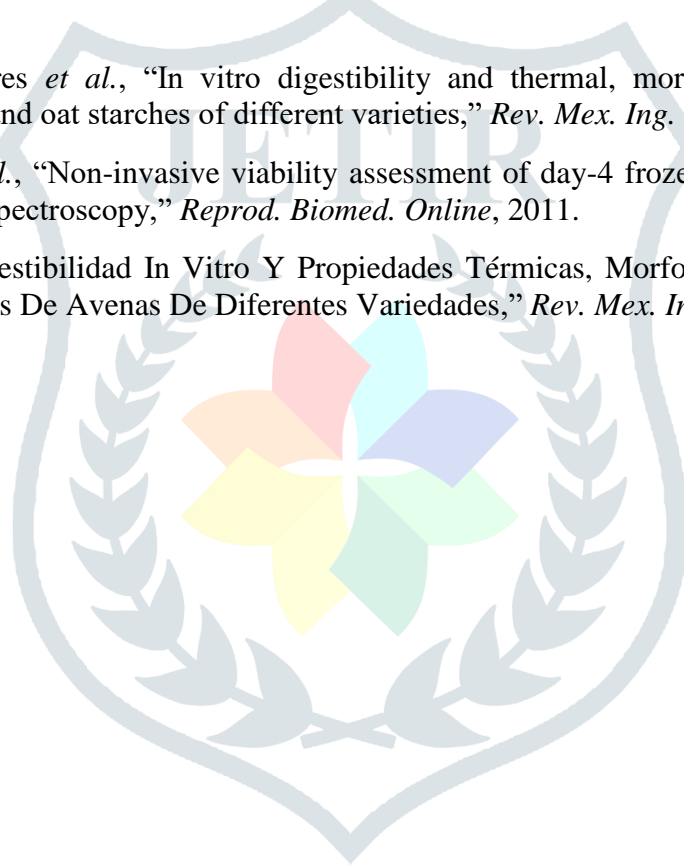 res et al., “In vitro digestibility and thermal, mor
nd oat starches of different varieties,” Rev. Mex. Ing.
l., “Non-invasive viability assessment of day-4 froze
pectroscopy,” Reprod. Biomed. Online, 2011.
estibilidad In Vitro Y Propiedades Térmicas, Morfo
s De Avenas De Diferentes Variedades,” Rev. Mex. In
JETIR